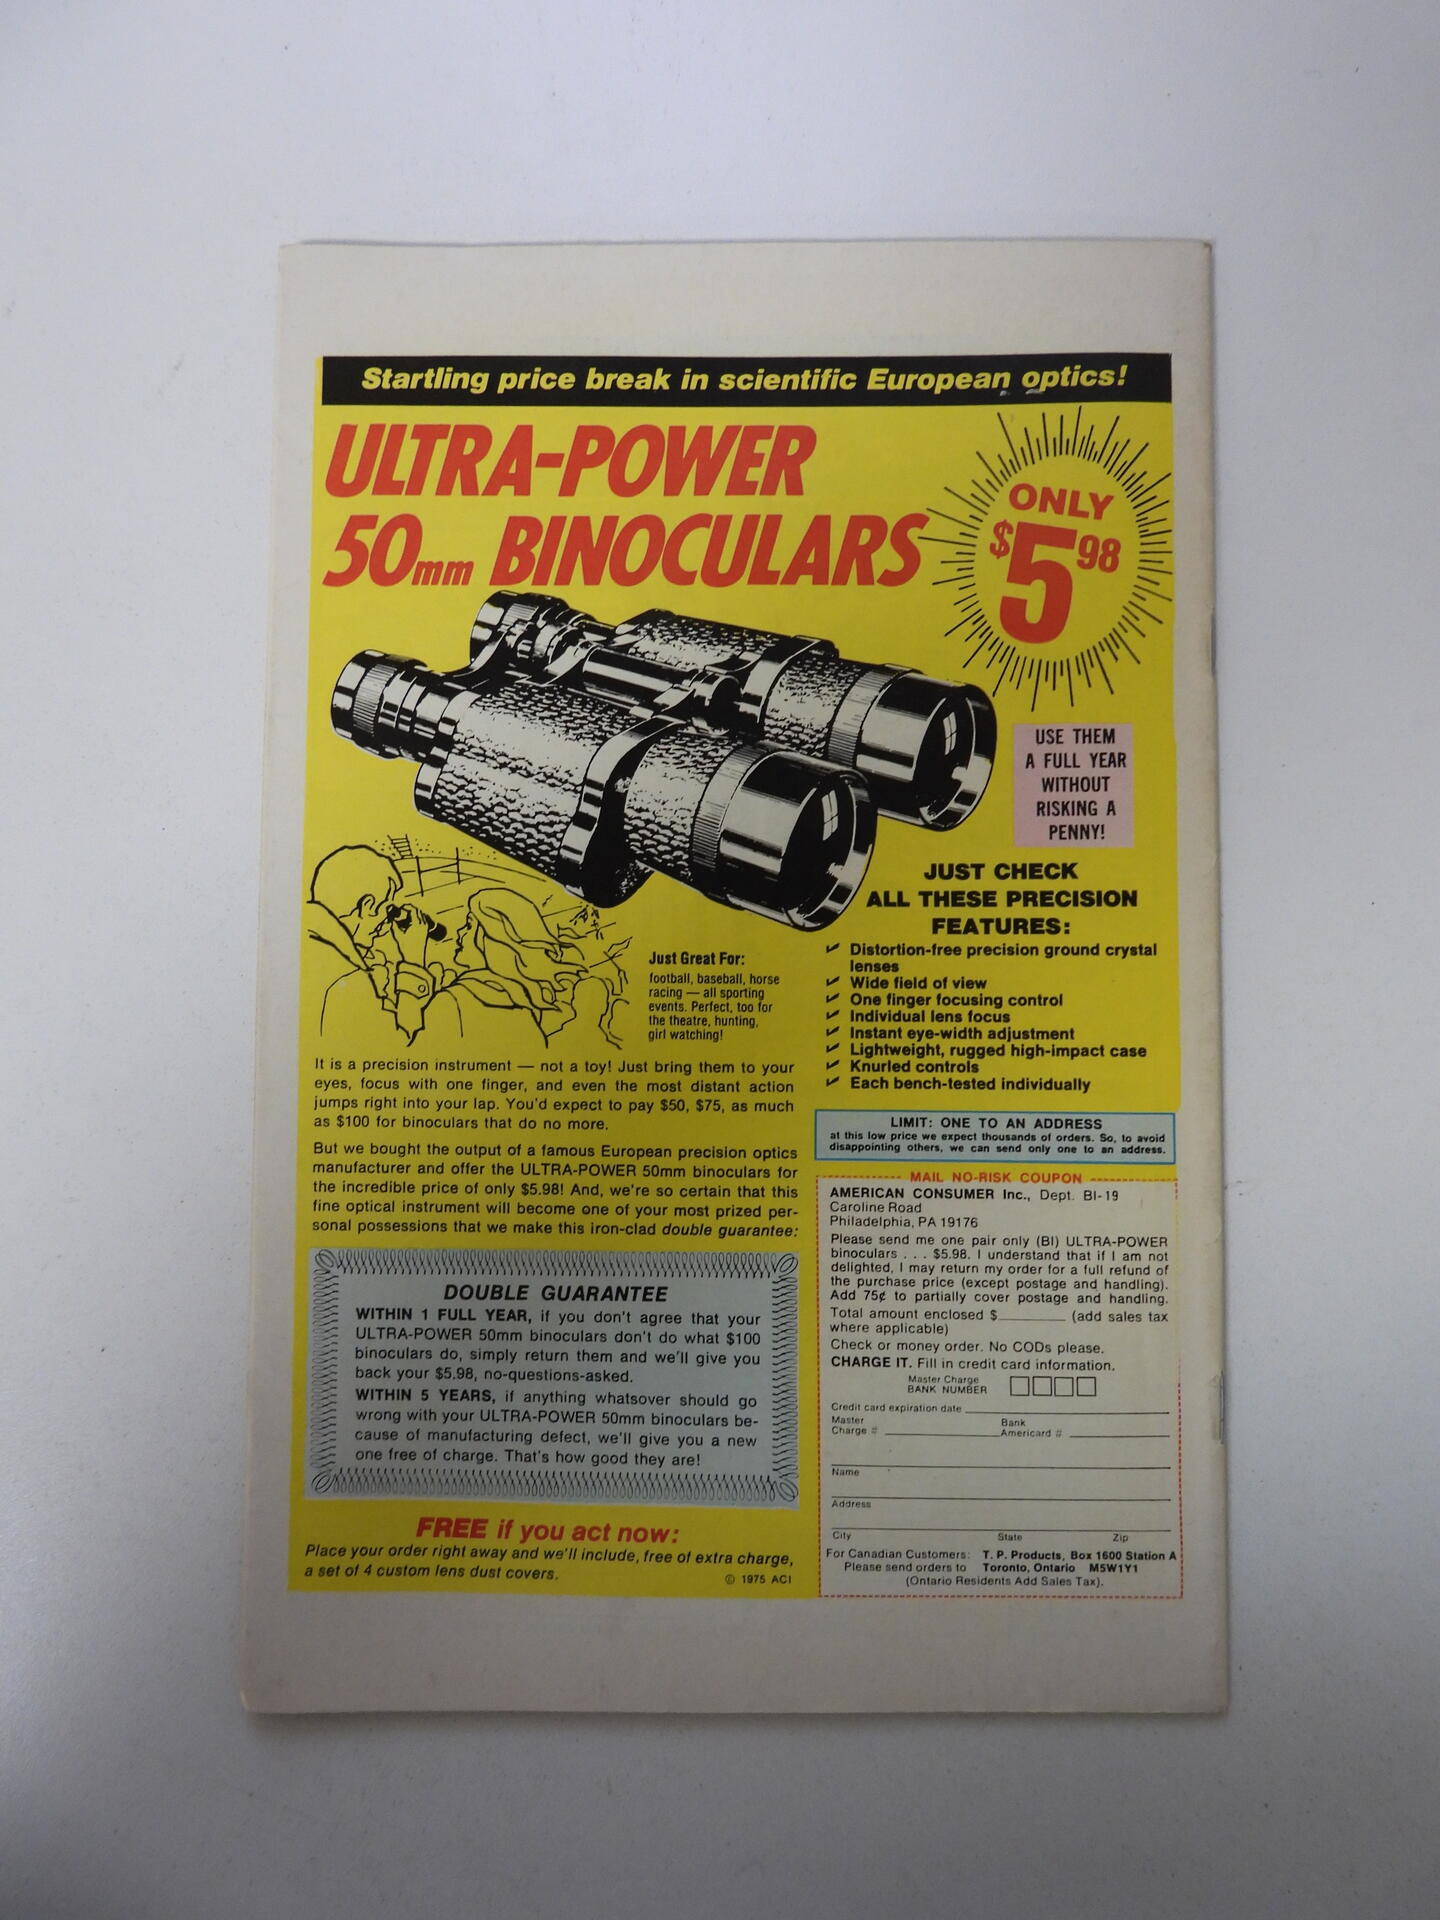 Startling price break in scientific European optics!
ULTRA-POWER
50mm BINOCULARS
ONLY
$5 98
USE THEM
A FULL YEAR
WITHOUT
RISKING A
PENNY!
JUST CHECK
ALL THESE PRECISION
FEATURES:
Distortion-free precision ground crystal
lenses
Wide field of view
One finger focusing control
Individual lens focus
Instant eye-width adjustment
Lightweight, rugged high-impact case
Knurled controls
Each bench-tested individually
Just Great For:
football, baseball, horse
racing — all sporting
events. Perfect, too for
the theatre, hunting,
girl watching!
It is a precision instrument — not a toy! Just bring them to your
eyes, focus with one finger, and even the most distant action
jumps right into your lap. You'd expect to pay $50, $75, as much
as $100 for binoculars that do no more.
But we bought the output of a famous European precision optics
manufacturer and offer the ULTRA-POWER 50mm binoculars for
the incredible price of only $5.98! And, we're so certain that this
fine optical instrument will become one of your most prized per-
sonal possessions that we make this iron-clad double guarantee:
DOUBLE GUARANTEE
WITHIN 1 FULL YEAR, if you don't agree that your
ULTRA-POWER 50mm binoculars don't do what $100
binoculars do, simply return them and we'll give you
back your $5.98, no-questions-asked.
WITHIN 5 YEARS, if anything whatsover should go
wrong with your ULTRA-POWER 50mm binoculars be-
cause of manufacturing defect, we'll give you a new
one free of charge. That's how good they are!
FREE if you act now:
Place your order right away and we'll include, free of extra charge,
a set of 4 custom lens dust covers.
© 1975 ACI
LIMIT: ONE TO AN ADDRESS
at this low price we expect thousands of orders. So, to avoid
disappointing others, we can send only one to an address.
MAIL NO-RISK COUPON
AMERICAN CONSUMER Inc., Dept. BI-19
Caroline Road
Philadelphia, PA 19176
Please send me one pair only (BI) ULTRA-POWER
binoculars . . . $5.98. I understand that if I am not
delighted, I may return my order for a full refund of
the purchase price (except postage and handling).
Add 75¢ to partially cover postage and handling.
Total amount enclosed $________ (add sales tax
where applicable)
Check or money order. No CODs please.
CHARGE IT. Fill in credit card information.
Master Charge
BANK NUMBER
Credit card expiration date
Master Bank
Charge # Americard #
Name
Address
City State Zip
For Canadian Customers: T. P. Products, Box 1600 Station A
Please send orders to Toronto, Ontario M5W1Y1
(Ontario Residents Add Sales Tax).